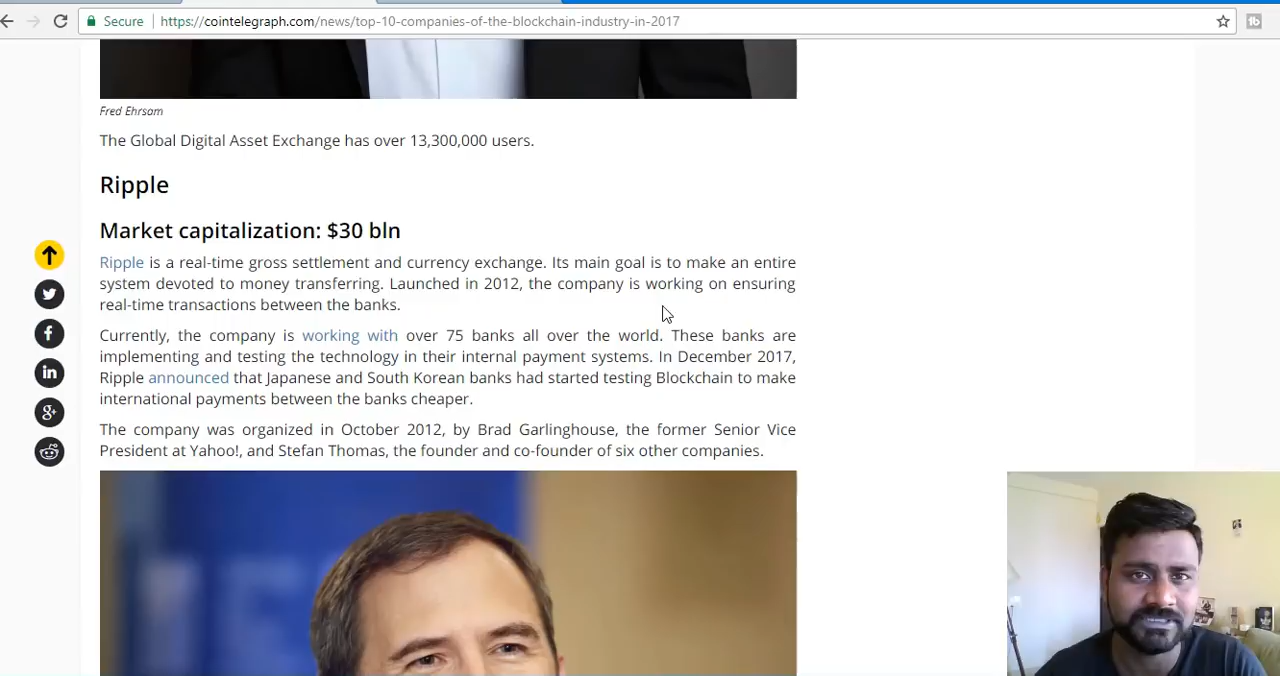 Secure https://cointelegraph.com/news/top-10-companies-of-the-blockchain-industry-in-2017
Fred Ehrsam
The Global Digital Asset Exchange has over 13,300,000 users.
Ripple
Market capitalization: $30 bln
Ripple is a real-time gross settlement and currency exchange. Its main goal is to make an entire
system devoted to money transferring. Launched in 2012, the company is working on ensuring
real-time transactions between the banks.
Currently, the company is working with over 75 banks all over the world. These banks are
implementing and testing the technology in their internal payment systems. In December 2017,
Ripple announced that Japanese and South Korean banks had started testing Blockchain to make
international payments between the banks cheaper.
The company was organized in October 2012, by Brad Garlinghouse, the former Senior Vice
President at Yahoo!, and Stefan Thomas, the founder and co-founder of six other companies.